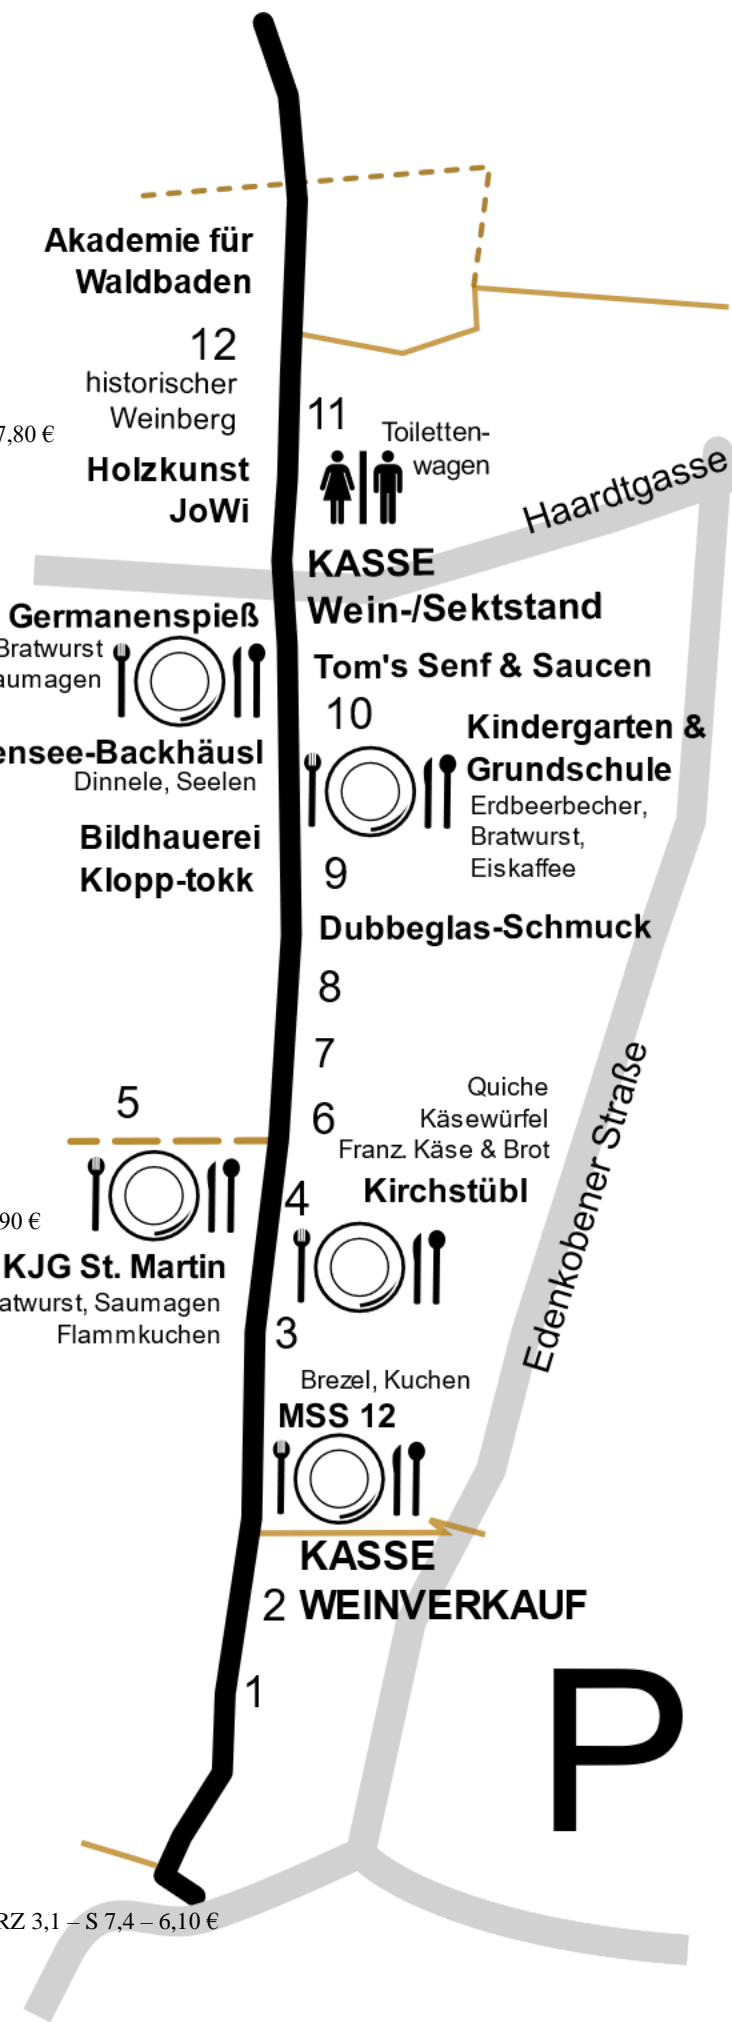 Akademie für
Waldbaden
12
historischer
Weinberg
7,80 €
11
Toiletten-
wagen
Holzkunst
JoWi
Haardtgasse
KASSE
Wein-/Sektstand
Germanenspieß
Bratwurst
aumagen
Tom's Senf & Saucen
10
Kindergarten &
Grundschule
Erdbeerbecher,
Bratwurst,
Eiskaffee
ensee-Backhäusl
Dinnele, Seelen
Bildhauerei
Klopp-tokk
9
Dubbeglas-Schmuck
8
7
Edenkobener Straße
5
6
Quiche
Käsewürfel
Franz. Käse & Brot
4
Kirchstübl
90 €
KJG St. Martin
atwurst, Saumagen
Flammkuchen
3
Brezel, Kuchen
MSS 12
KASSE
2 WEINVERKAUF
1
P
RZ 3,1 – S 7,4 – 6,10 €